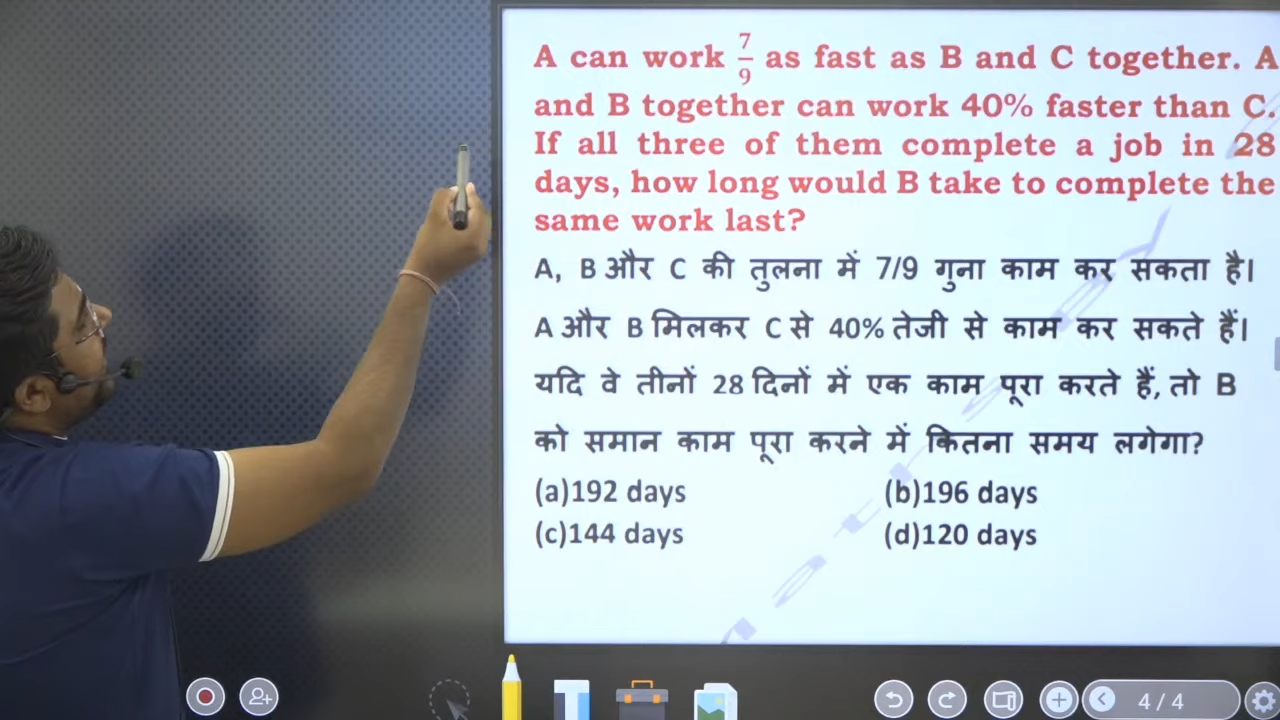 A can work 7/9 as fast as B and C together. A
and B together can work 40% faster than C.
If all three of them complete a job in 28
days, how long would B take to complete the
same work last?
A, B और C की तुलना में 7/9 गुना काम कर सकता है।
A और B मिलकर C से 40% तेजी से काम कर सकते हैं।
यदि वे तीनों 28 दिनों में एक काम पूरा करते हैं, तो B
को समान काम पूरा करने में कितना समय लगेगा?
(a)192 days (b)196 days
(c)144 days (d)120 days
4 / 4